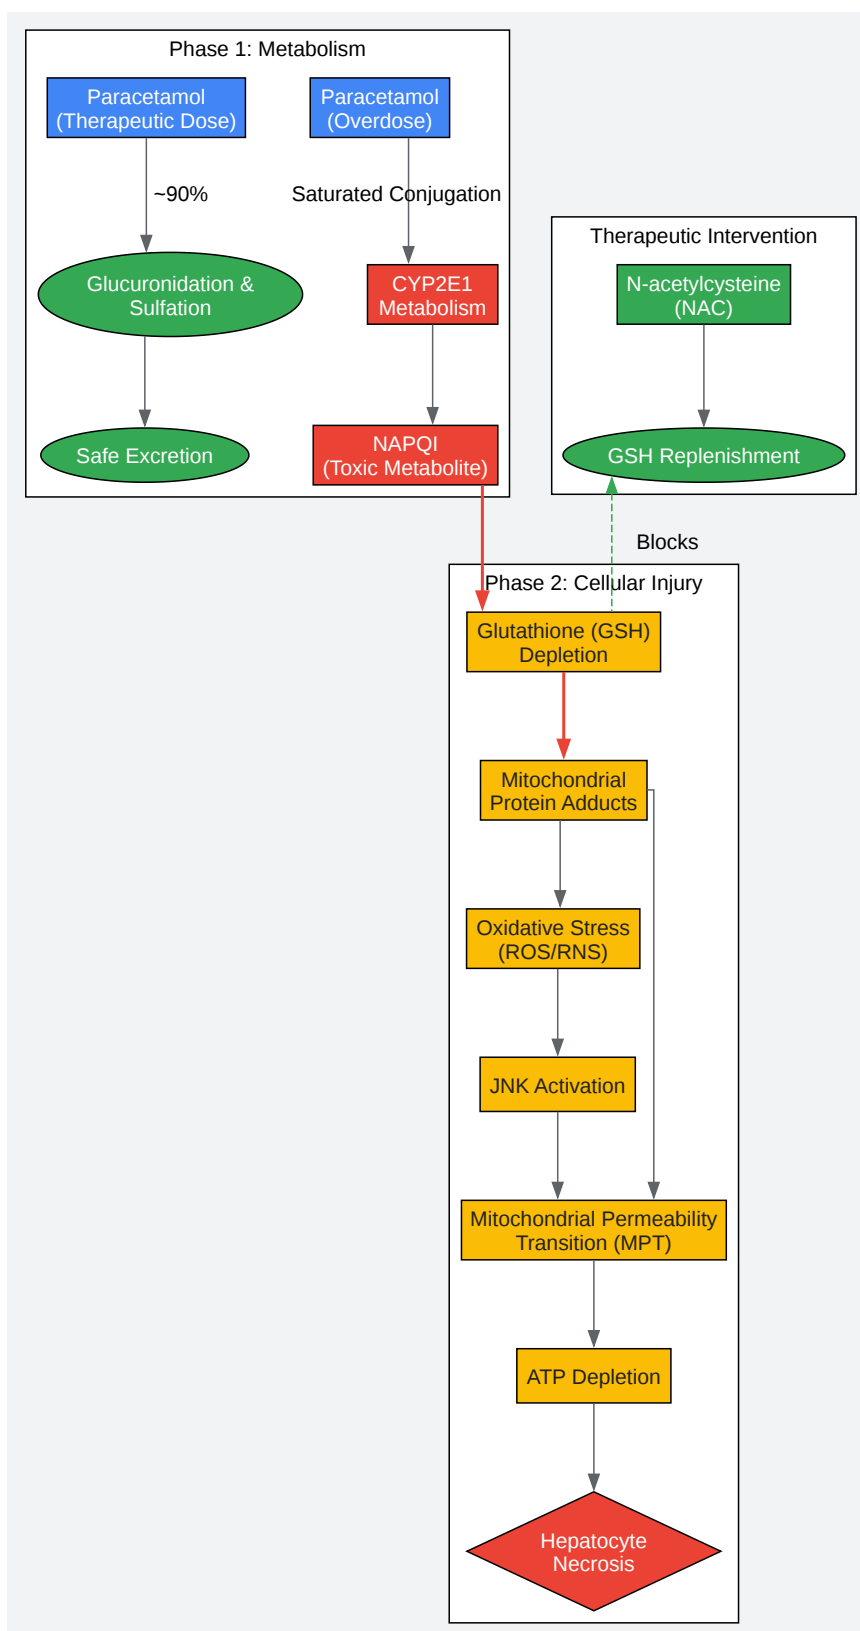 Phase 1: Metabolism
Paracetamol
(Therapeutic Dose)
Paracetamol
(Overdose)
~90%
Saturated Conjugation
Glucuronidation &
Sulfation
CYP2E1
Metabolism
Safe Excretion
NAPQI
(Toxic Metabolite)
Therapeutic Intervention
N-acetylcysteine
(NAC)
GSH Replenishment
Blocks
Phase 2: Cellular Injury
Glutathione (GSH)
Depletion
Mitochondrial
Protein Adducts
Oxidative Stress
(ROS/RNS)
JNK Activation
Mitochondrial Permeability
Transition (MPT)
ATP Depletion
Hepatocyte
Necrosis